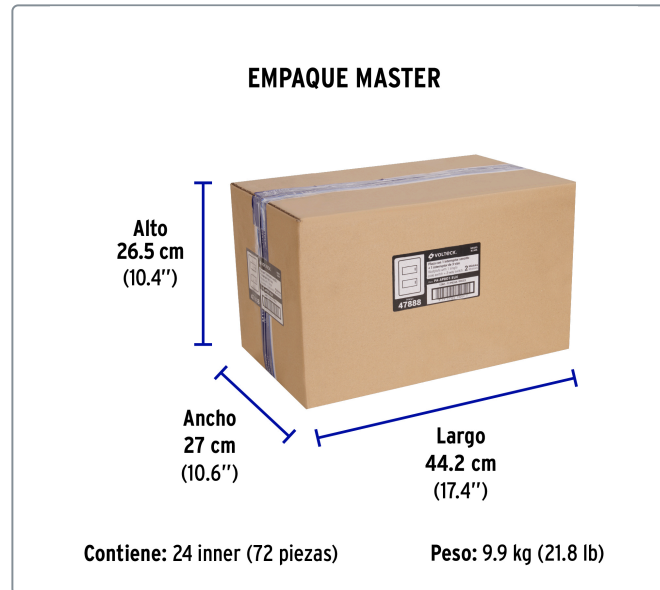 EMPAQUE MASTER
Alto
26.5 cm
(10.4’’)
VOLTECK
47888
Ancho
27 cm
(10.6’’)
Largo
44.2 cm
(17.4’’)
Contiene: 24 inner (72 piezas)
Peso: 9.9 kg (21.8 lb)